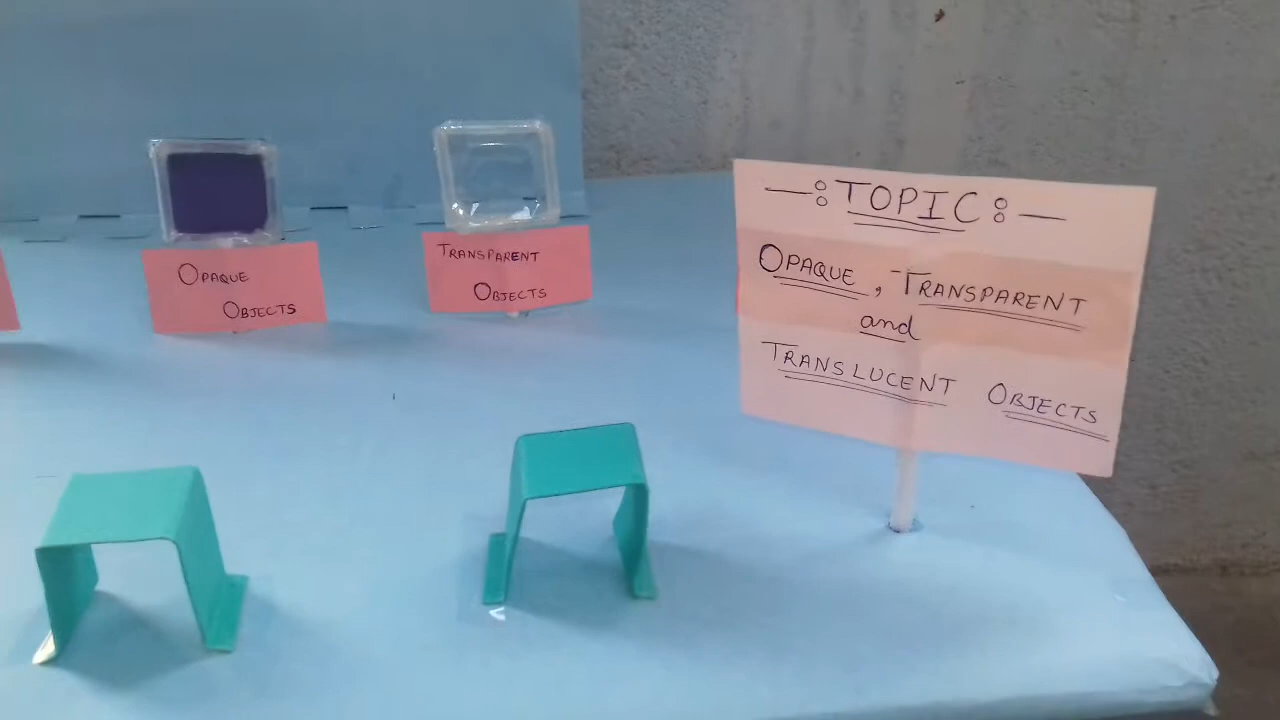 OPAQUE
OBJECTS
TRANSPARENT
OBJECTS
—:TOPIC:—
OPAQUE, TRANSPARENT
and
TRANSLUCENT OBJECTS